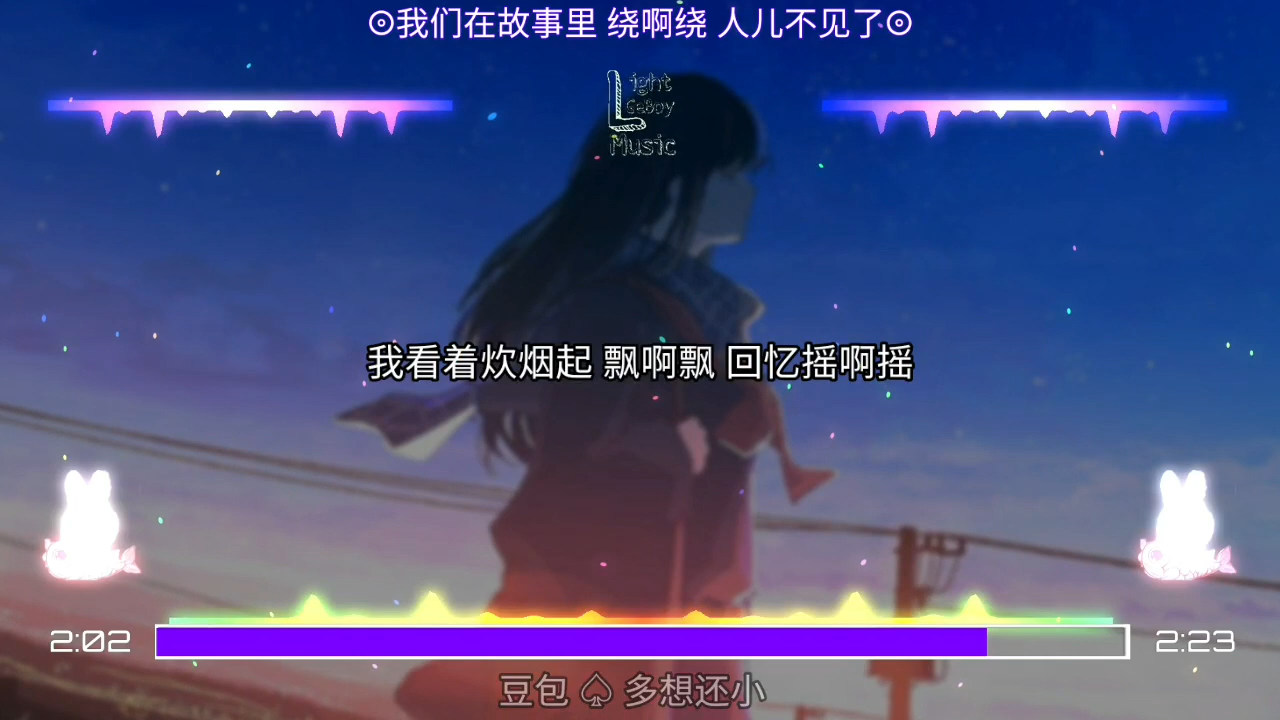 ◎我们在故事里 绕啊绕 人儿不见了◎
Light
GeBoy
Music
我看着炊烟起 飘啊飘 回忆摇啊摇
2:02
2:23
豆包 ♤ 多想还小